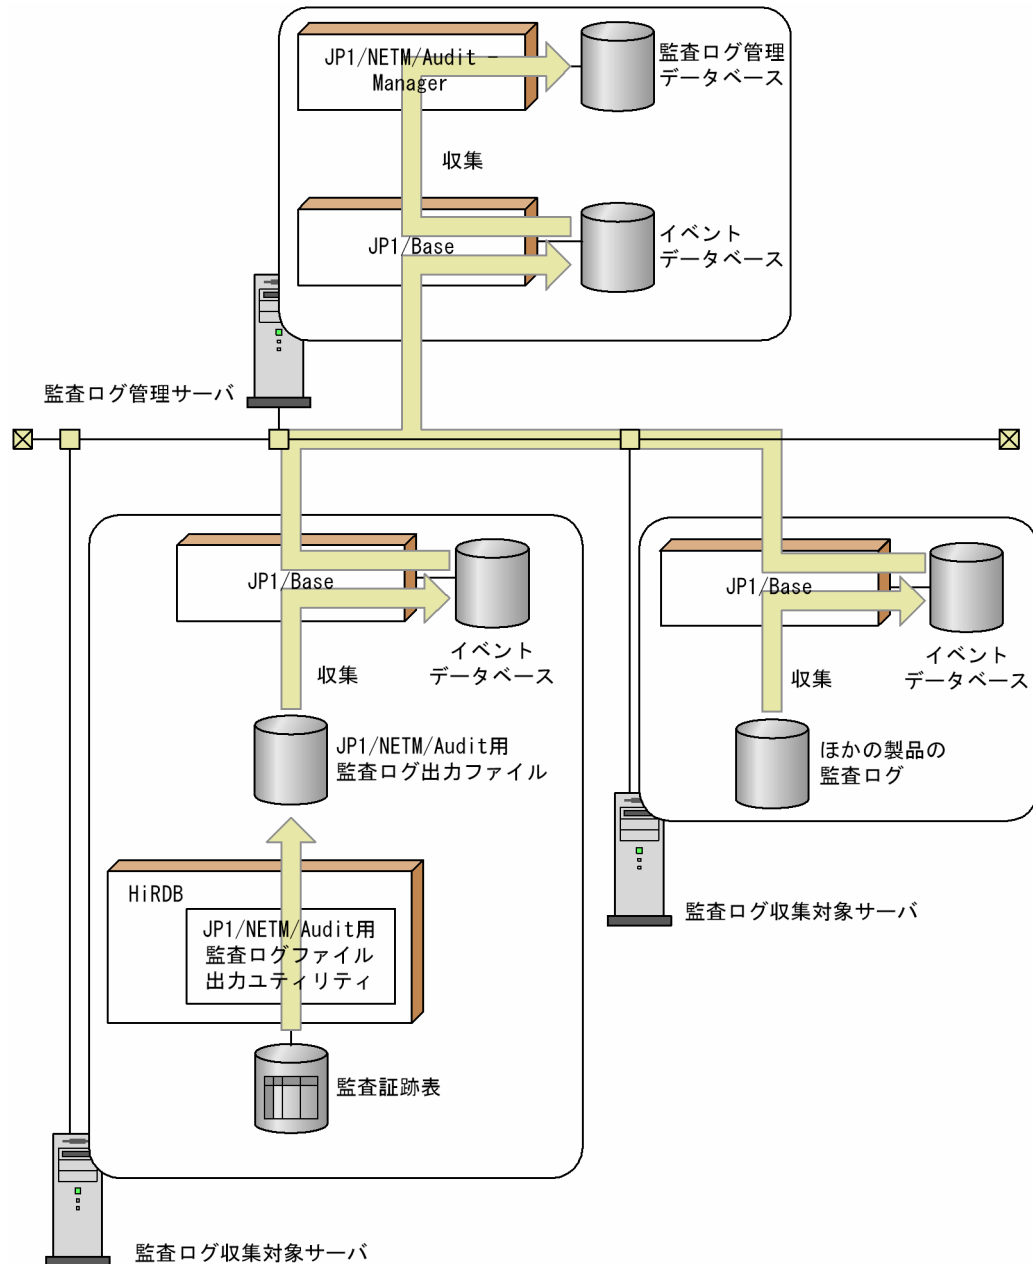 JP1/NETM/Audit -
Manager
監査ログ管理
データベース
収集
JP1/Base
イベント
データベース
監査ログ管理サーバ
JP1/Base
イベント
データベース
収集
JP1/NETM/Audit用
監査ログ出力ファイル
HiRDB
JP1/NETM/Audit用
監査ログファイル
出力ユティリティ
監査証跡表
監査ログ収集対象サーバ
JP1/Base
イベント
データベース
収集
ほかの製品の
監査ログ
監査ログ収集対象サーバ